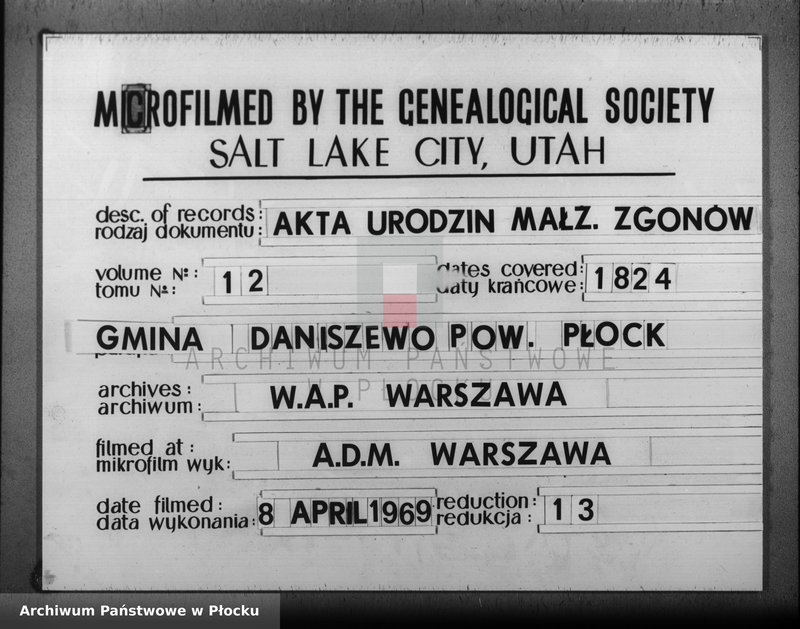 MICROFILMED BY THE GENEALOGICAL SOCIETY
SALT LAKE CITY, UTAH
desc. of records: AKTA URODZIN MAŁŻ. ZGONÓW
rodzaj dokumentu:
volume №: 12 dates covered: 1824
tomu №: daty krańcowe:
GMINA DANISZEWO POW. PŁOCK
ARCHIWUM PAŃSTWOWE
W PŁOCKU
archives: W.A.P. WARSZAWA
archiwum:
filmed at: A.D.M. WARSZAWA
mikrofilm wyk:
date filmed: 8 APRIL 1969 reduction: 13
data wykonania: redukcja:
Archiwum Państwowe w Płocku